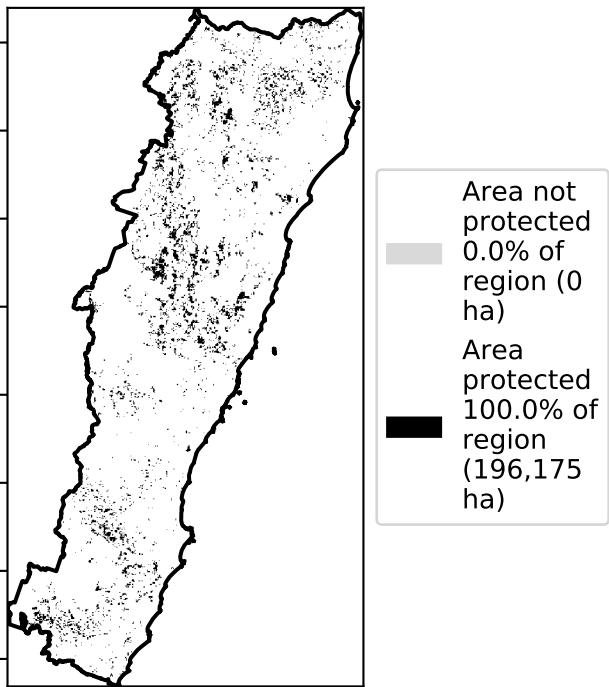 Area not
protected
0.0% of
region (0
ha)
Area
protected
100.0% of
region
(196,175
ha)